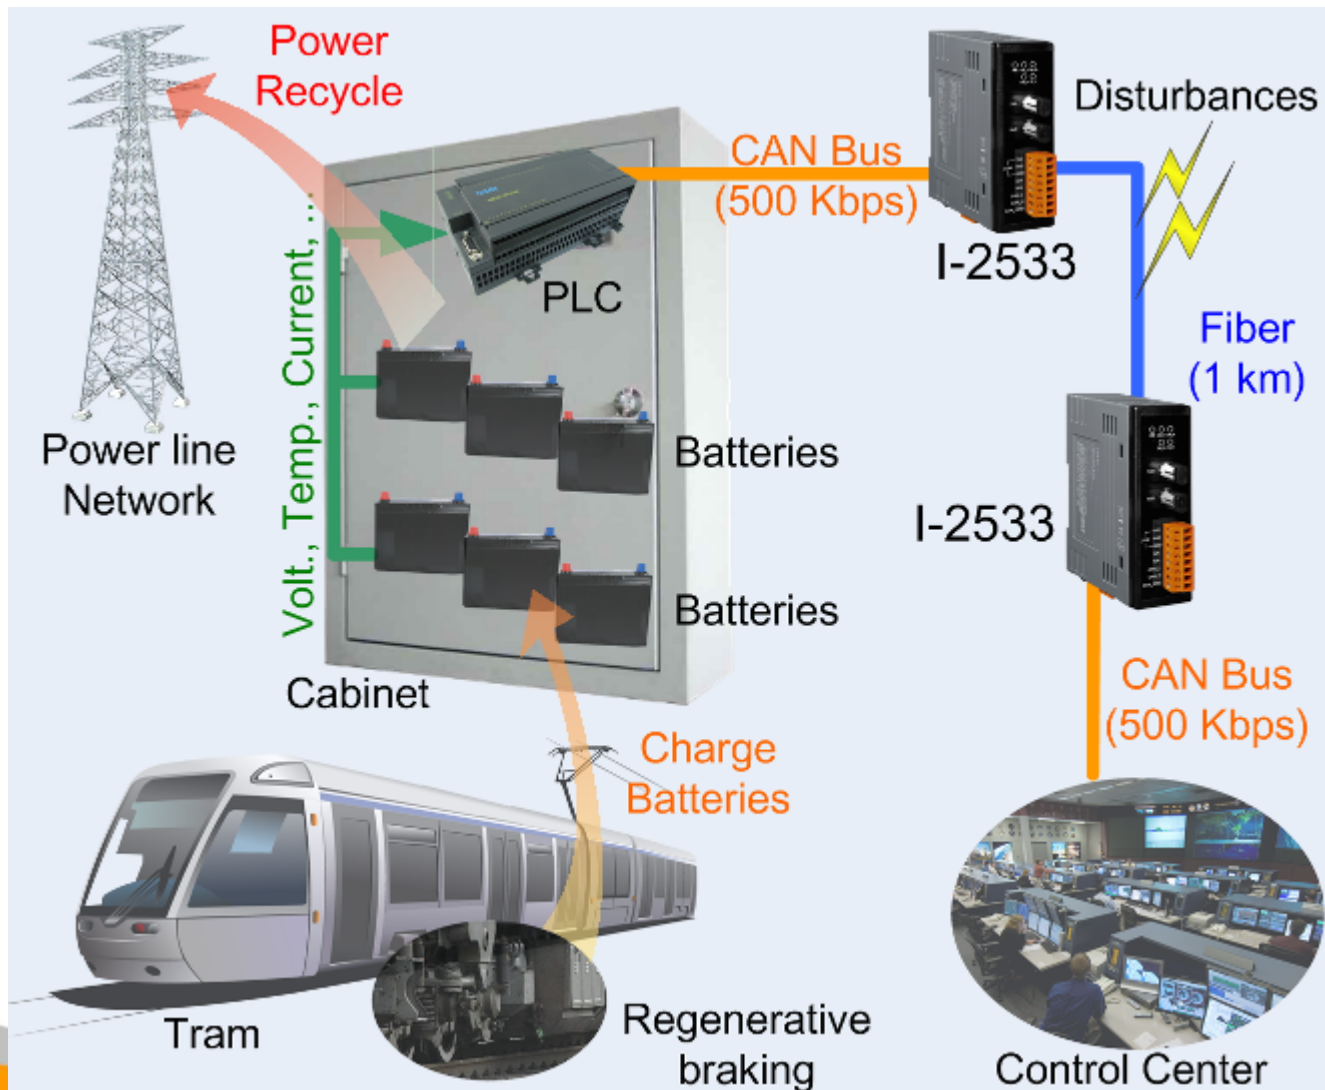 Power
Recycle
Disturbances
CAN Bus
(500 Kbps)
I-2533
PLC
Volt., Temp., Current, ...
Fiber
(1 km)
Power line
Network
Batteries
I-2533
Batteries
Cabinet
CAN Bus
(500 Kbps)
Charge
Batteries
Tram
Regenerative
braking
Control Center